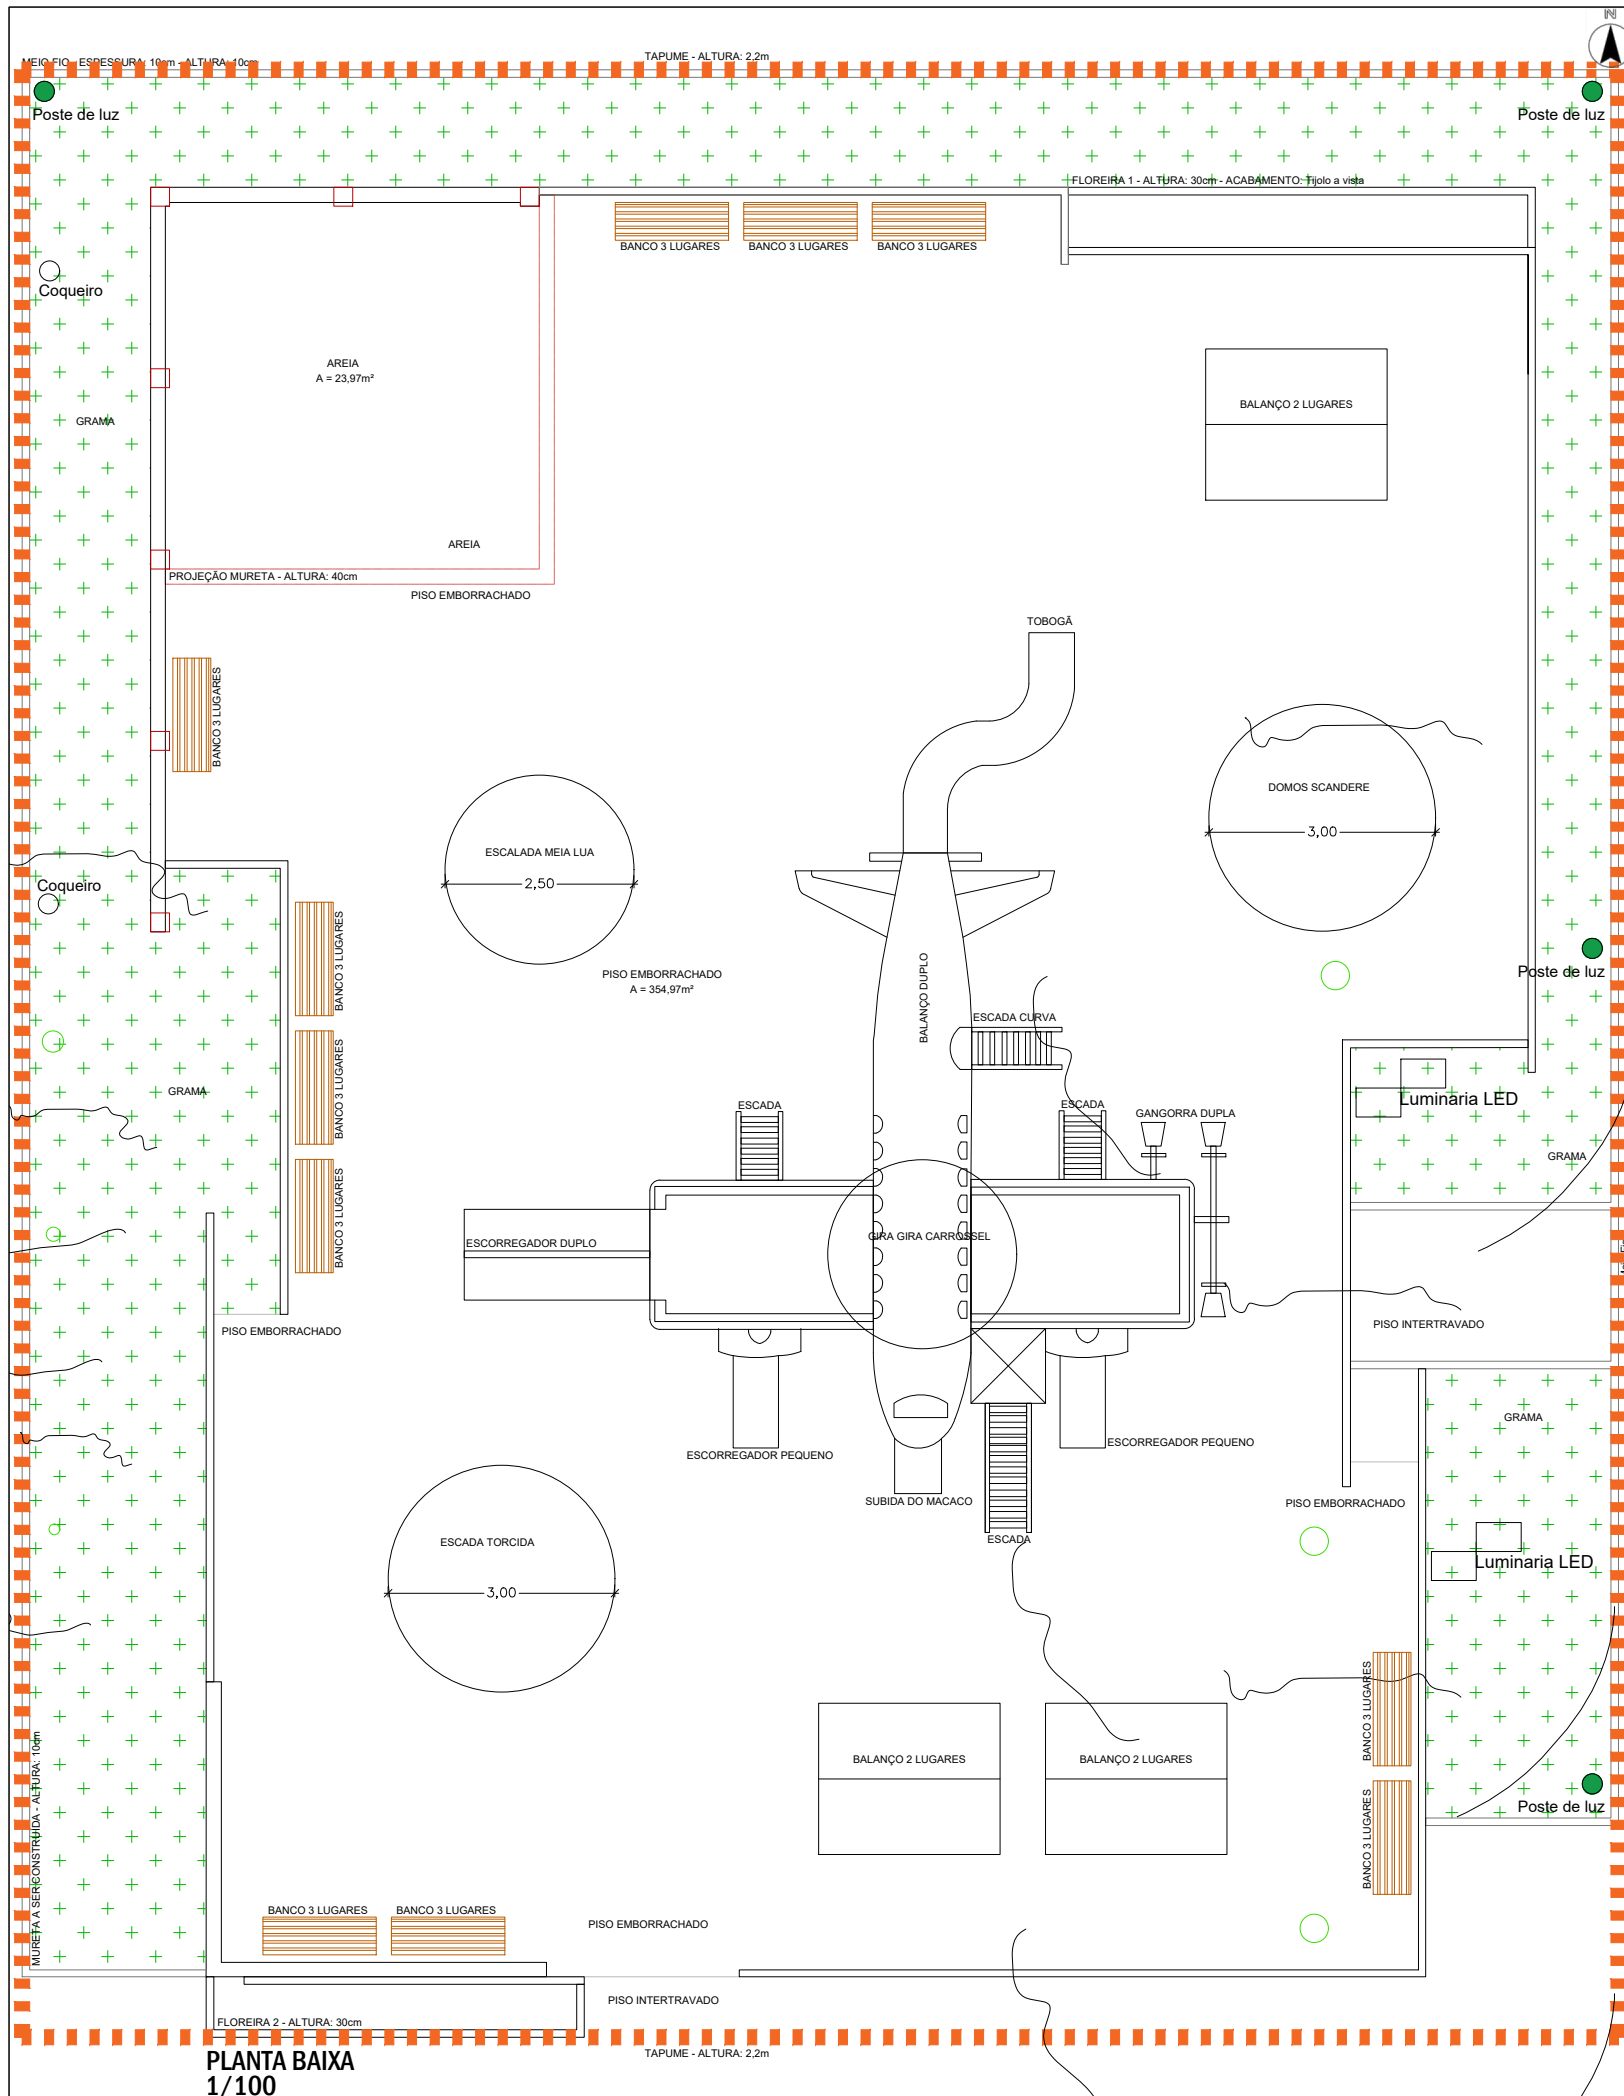 N
MEIO FIO - ESPESSURA: 10cm - ALTURA: 10cm
TAPUME - ALTURA: 2,2m
Poste de luz
Poste de luz
FLOREIRA 1 - ALTURA: 30cm - ACABAMENTO: Tijolo a vista
BANCO 3 LUGARES
BANCO 3 LUGARES
BANCO 3 LUGARES
Coqueiro
AREIA
A = 23,97m²
GRAMA
BALANÇO 2 LUGARES
AREIA
PROJEÇÃO MURETA - ALTURA: 40cm
PISO EMBORRACHADO
TOBOGÃ
BANCO 3 LUGARES
DOMOS SCANDERE
3,00
ESCALADA MEIA LUA
2,50
Coqueiro
BANCO 3 LUGARES
PISO EMBORRACHADO
A = 354,97m²
BALANÇO DUPLO
Poste de luz
ESCADA CURVA
BANCO 3 LUGARES
GRAMA
ESCADA
ESCADA
GANGORRA DUPLA
Luminaria LED
GRAMA
BANCO 3 LUGARES
ESCORREGADOR DUPLO
GIRA GIRA CARROSSEL
PISO EMBORRACHADO
PISO INTERTRAVADO
GRAMA
ESCORREGADOR PEQUENO
ESCORREGADOR PEQUENO
SUBIDA DO MACACO
PISO EMBORRACHADO
ESCADA
ESCADA TORCIDA
3,00
Luminaria LED
BANCO 3 LUGARES
BALANÇO 2 LUGARES
BALANÇO 2 LUGARES
MURETA A SER CONSTRUIDA - ALTURA: 10cm
Poste de luz
BANCO 3 LUGARES
BANCO 3 LUGARES
BANCO 3 LUGARES
PISO EMBORRACHADO
PISO INTERTRAVADO
FLOREIRA 2 - ALTURA: 30cm
TAPUME - ALTURA: 2,2m
PLANTA BAIXA
1/100